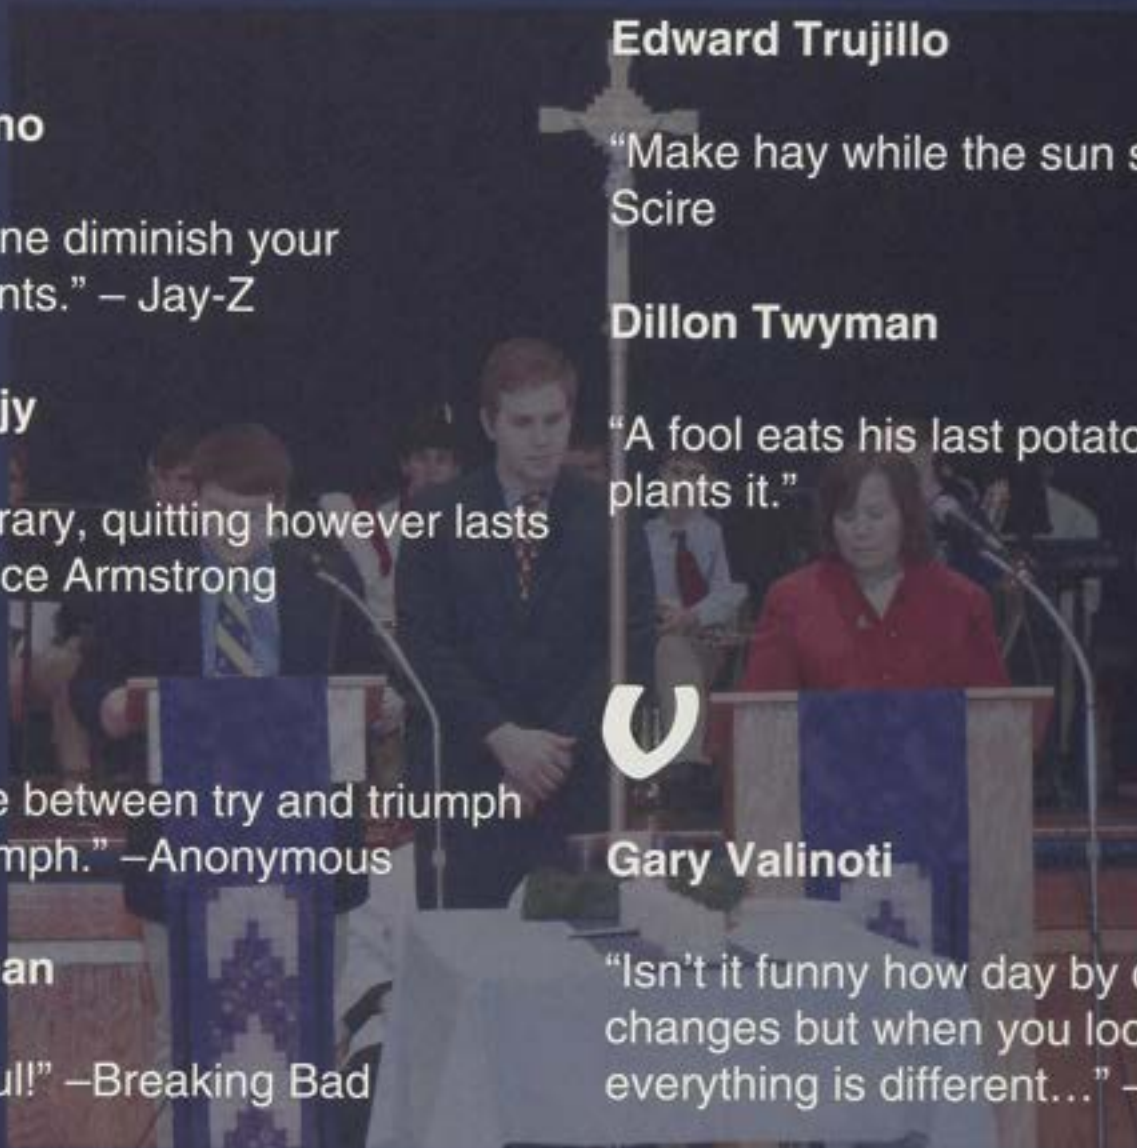 no
ne diminish your
nts.” – Jay-Z
jy
rary, quitting however lasts
ce Armstrong
e between try and triumph
mph.” –Anonymous
an
ul!” –Breaking Bad
Edward Trujillo
“Make hay while the sun s
Scire
Dillon Twyman
“A fool eats his last potato
plants it.”
U
Gary Valinoti
“Isn’t it funny how day by d
changes but when you loo
everything is different…” –